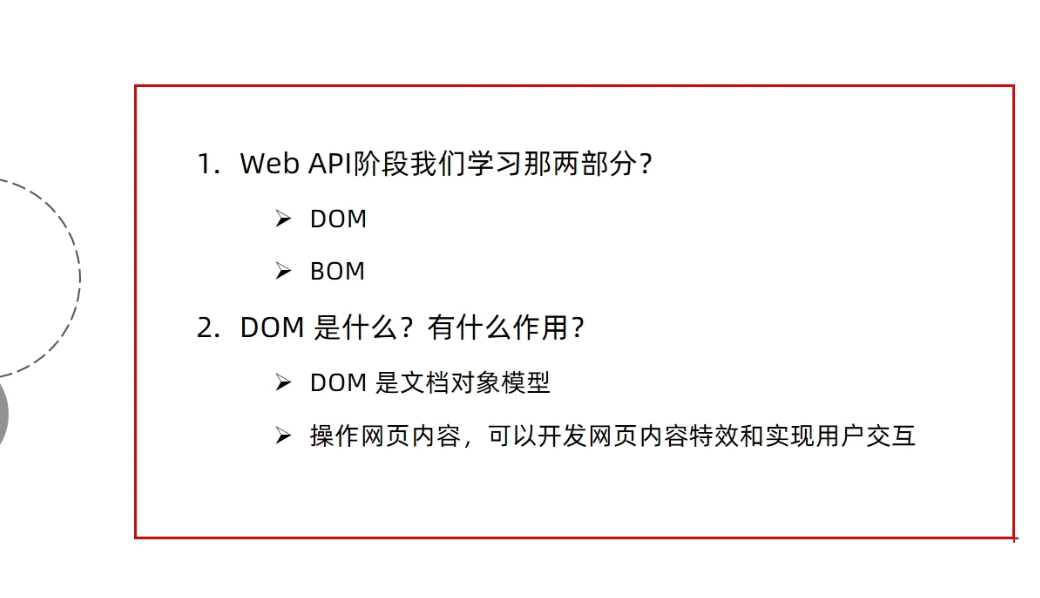 1. Web API阶段我们学习那两部分？
➢ DOM
➢ BOM
2. DOM 是什么？有什么作用？
➢ DOM 是文档对象模型
➢ 操作网页内容，可以开发网页内容特效和实现用户交互